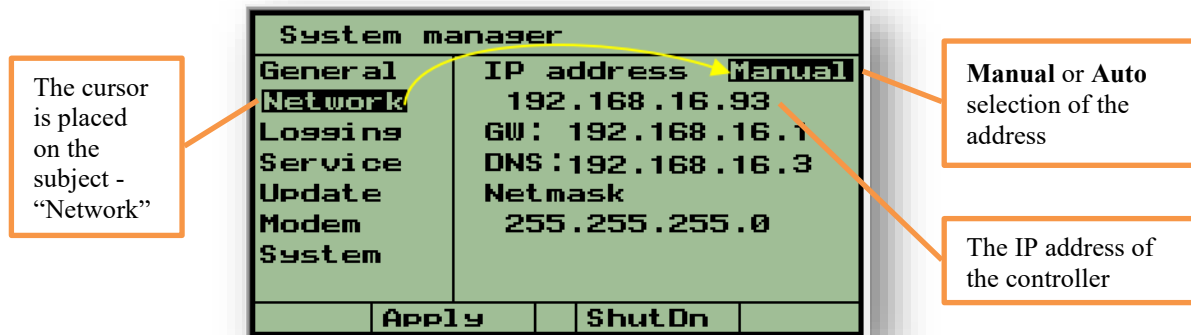 System manager
The cursor
is placed
on the
subject -
“Network”
General
Network
Logging
Service
Update
Modem
System
IP address Manual
192.168.16.93
GW: 192.168.16.1
DNS:192.168.16.3
Netmask
255.255.255.0
Apply ShutDn
Manual or Auto
selection of the
address
The IP address of
the controller